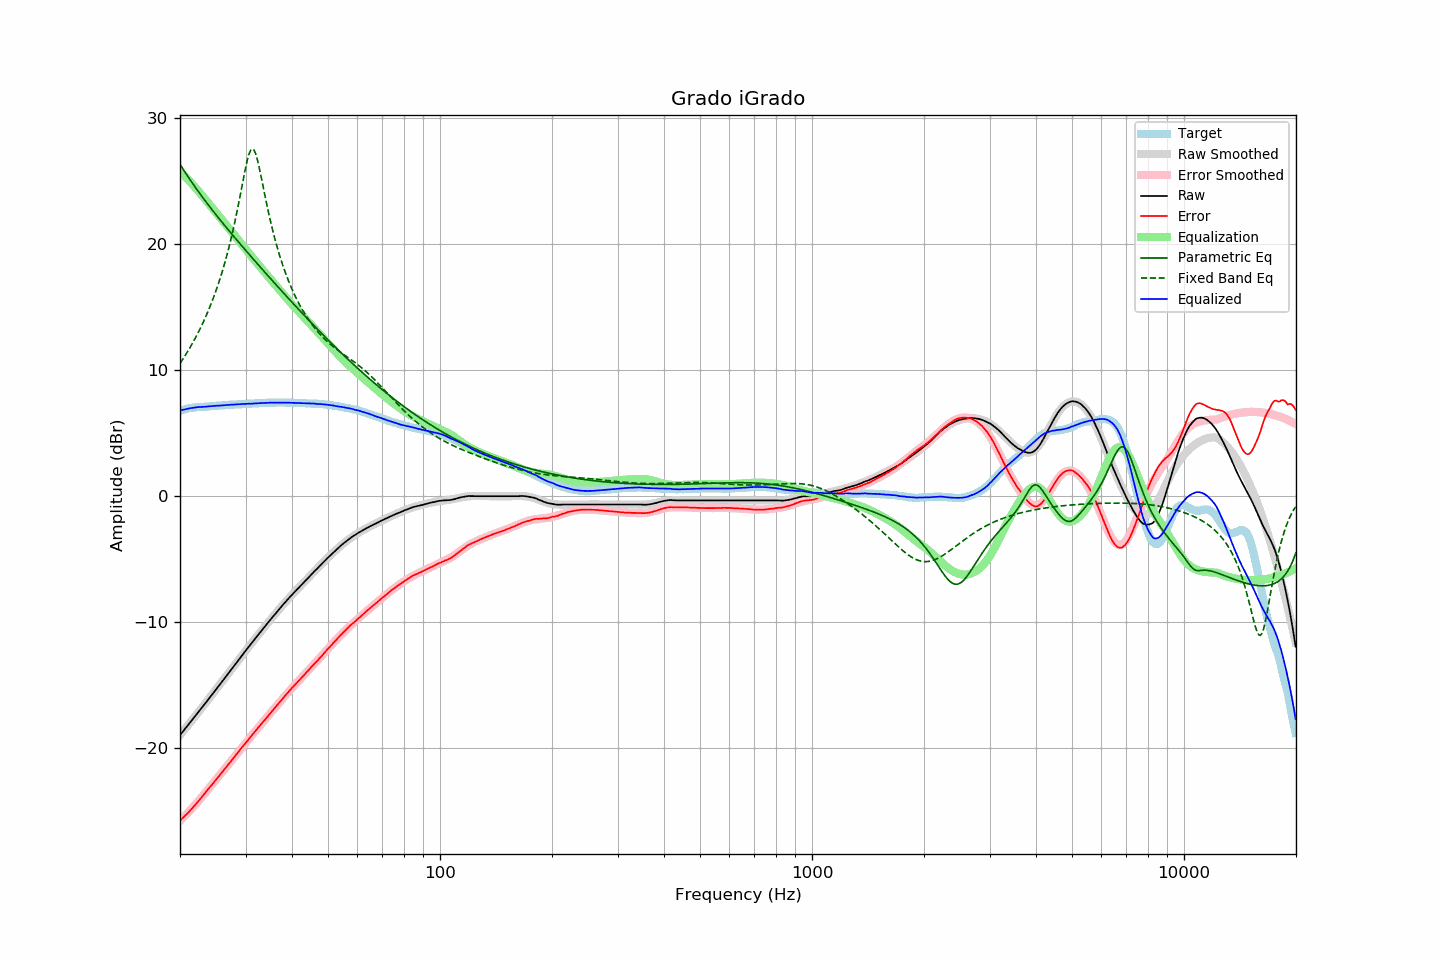 Grado iGrado
30
20
10
0
−10
−20
Amplitude (dBr)
100
1000
10000
Frequency (Hz)
Target
Raw Smoothed
Error Smoothed
Raw
Error
Equalization
Parametric Eq
Fixed Band Eq
Equalized